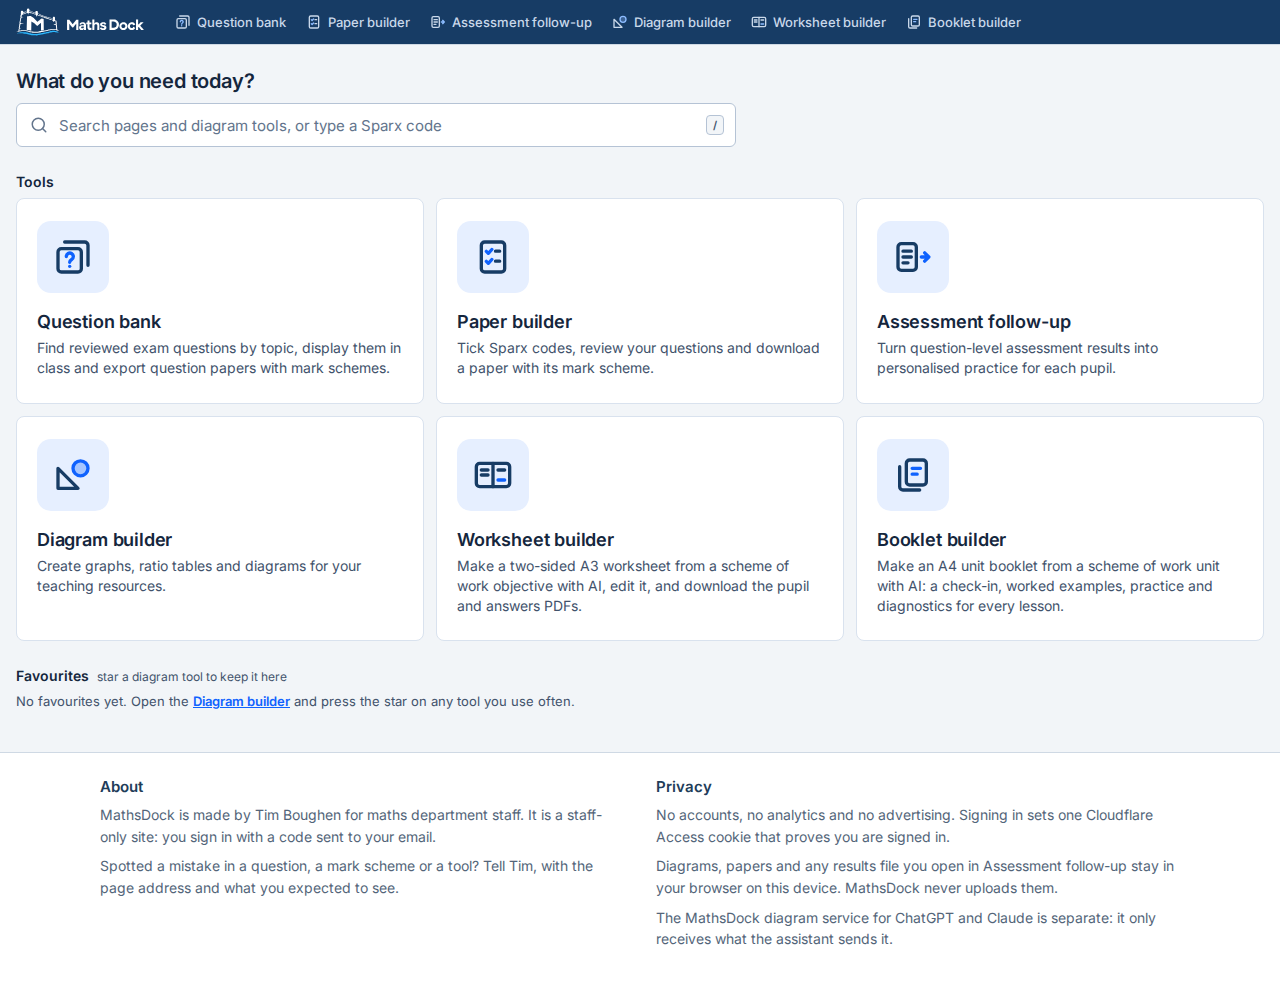 Maths Dock
Question bank
Paper builder
Assessment follow-up
Diagram builder
Worksheet builder
Booklet builder
What do you need today?
Search pages and diagram tools, or type a Sparx code
/
Tools
Question bank
Find reviewed exam questions by topic, display them in
class and export question papers with mark schemes.
Paper builder
Tick Sparx codes, review your questions and download
a paper with its mark scheme.
Assessment follow-up
Turn question-level assessment results into
personalised practice for each pupil.
Diagram builder
Create graphs, ratio tables and diagrams for your
teaching resources.
Worksheet builder
Make a two-sided A3 worksheet from a scheme of
work objective with AI, edit it, and download the pupil
and answers PDFs.
Booklet builder
Make an A4 unit booklet from a scheme of work unit
with AI: a check-in, worked examples, practice and
diagnostics for every lesson.
Favourites star a diagram tool to keep it here
No favourites yet. Open the Diagram builder and press the star on any tool you use often.
About
MathsDock is made by Tim Boughen for maths department staff. It is a staff-
only site: you sign in with a code sent to your email.
Spotted a mistake in a question, a mark scheme or a tool? Tell Tim, with the
page address and what you expected to see.
Privacy
No accounts, no analytics and no advertising. Signing in sets one Cloudflare
Access cookie that proves you are signed in.
Diagrams, papers and any results file you open in Assessment follow-up stay in
your browser on this device. MathsDock never uploads them.
The MathsDock diagram service for ChatGPT and Claude is separate: it only
receives what the assistant sends it.